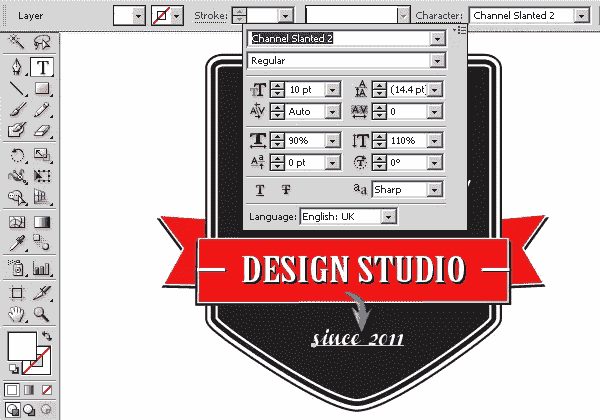 Layer Stroke: Character: Channel Slanted 2
Channel Slanted 2
Regular
10 pt (14.4 pt)
Auto 0
90% 110%
0 pt 0°
T T aa Sharp
Language: English: UK
DESIGN STUDIO
since 2011